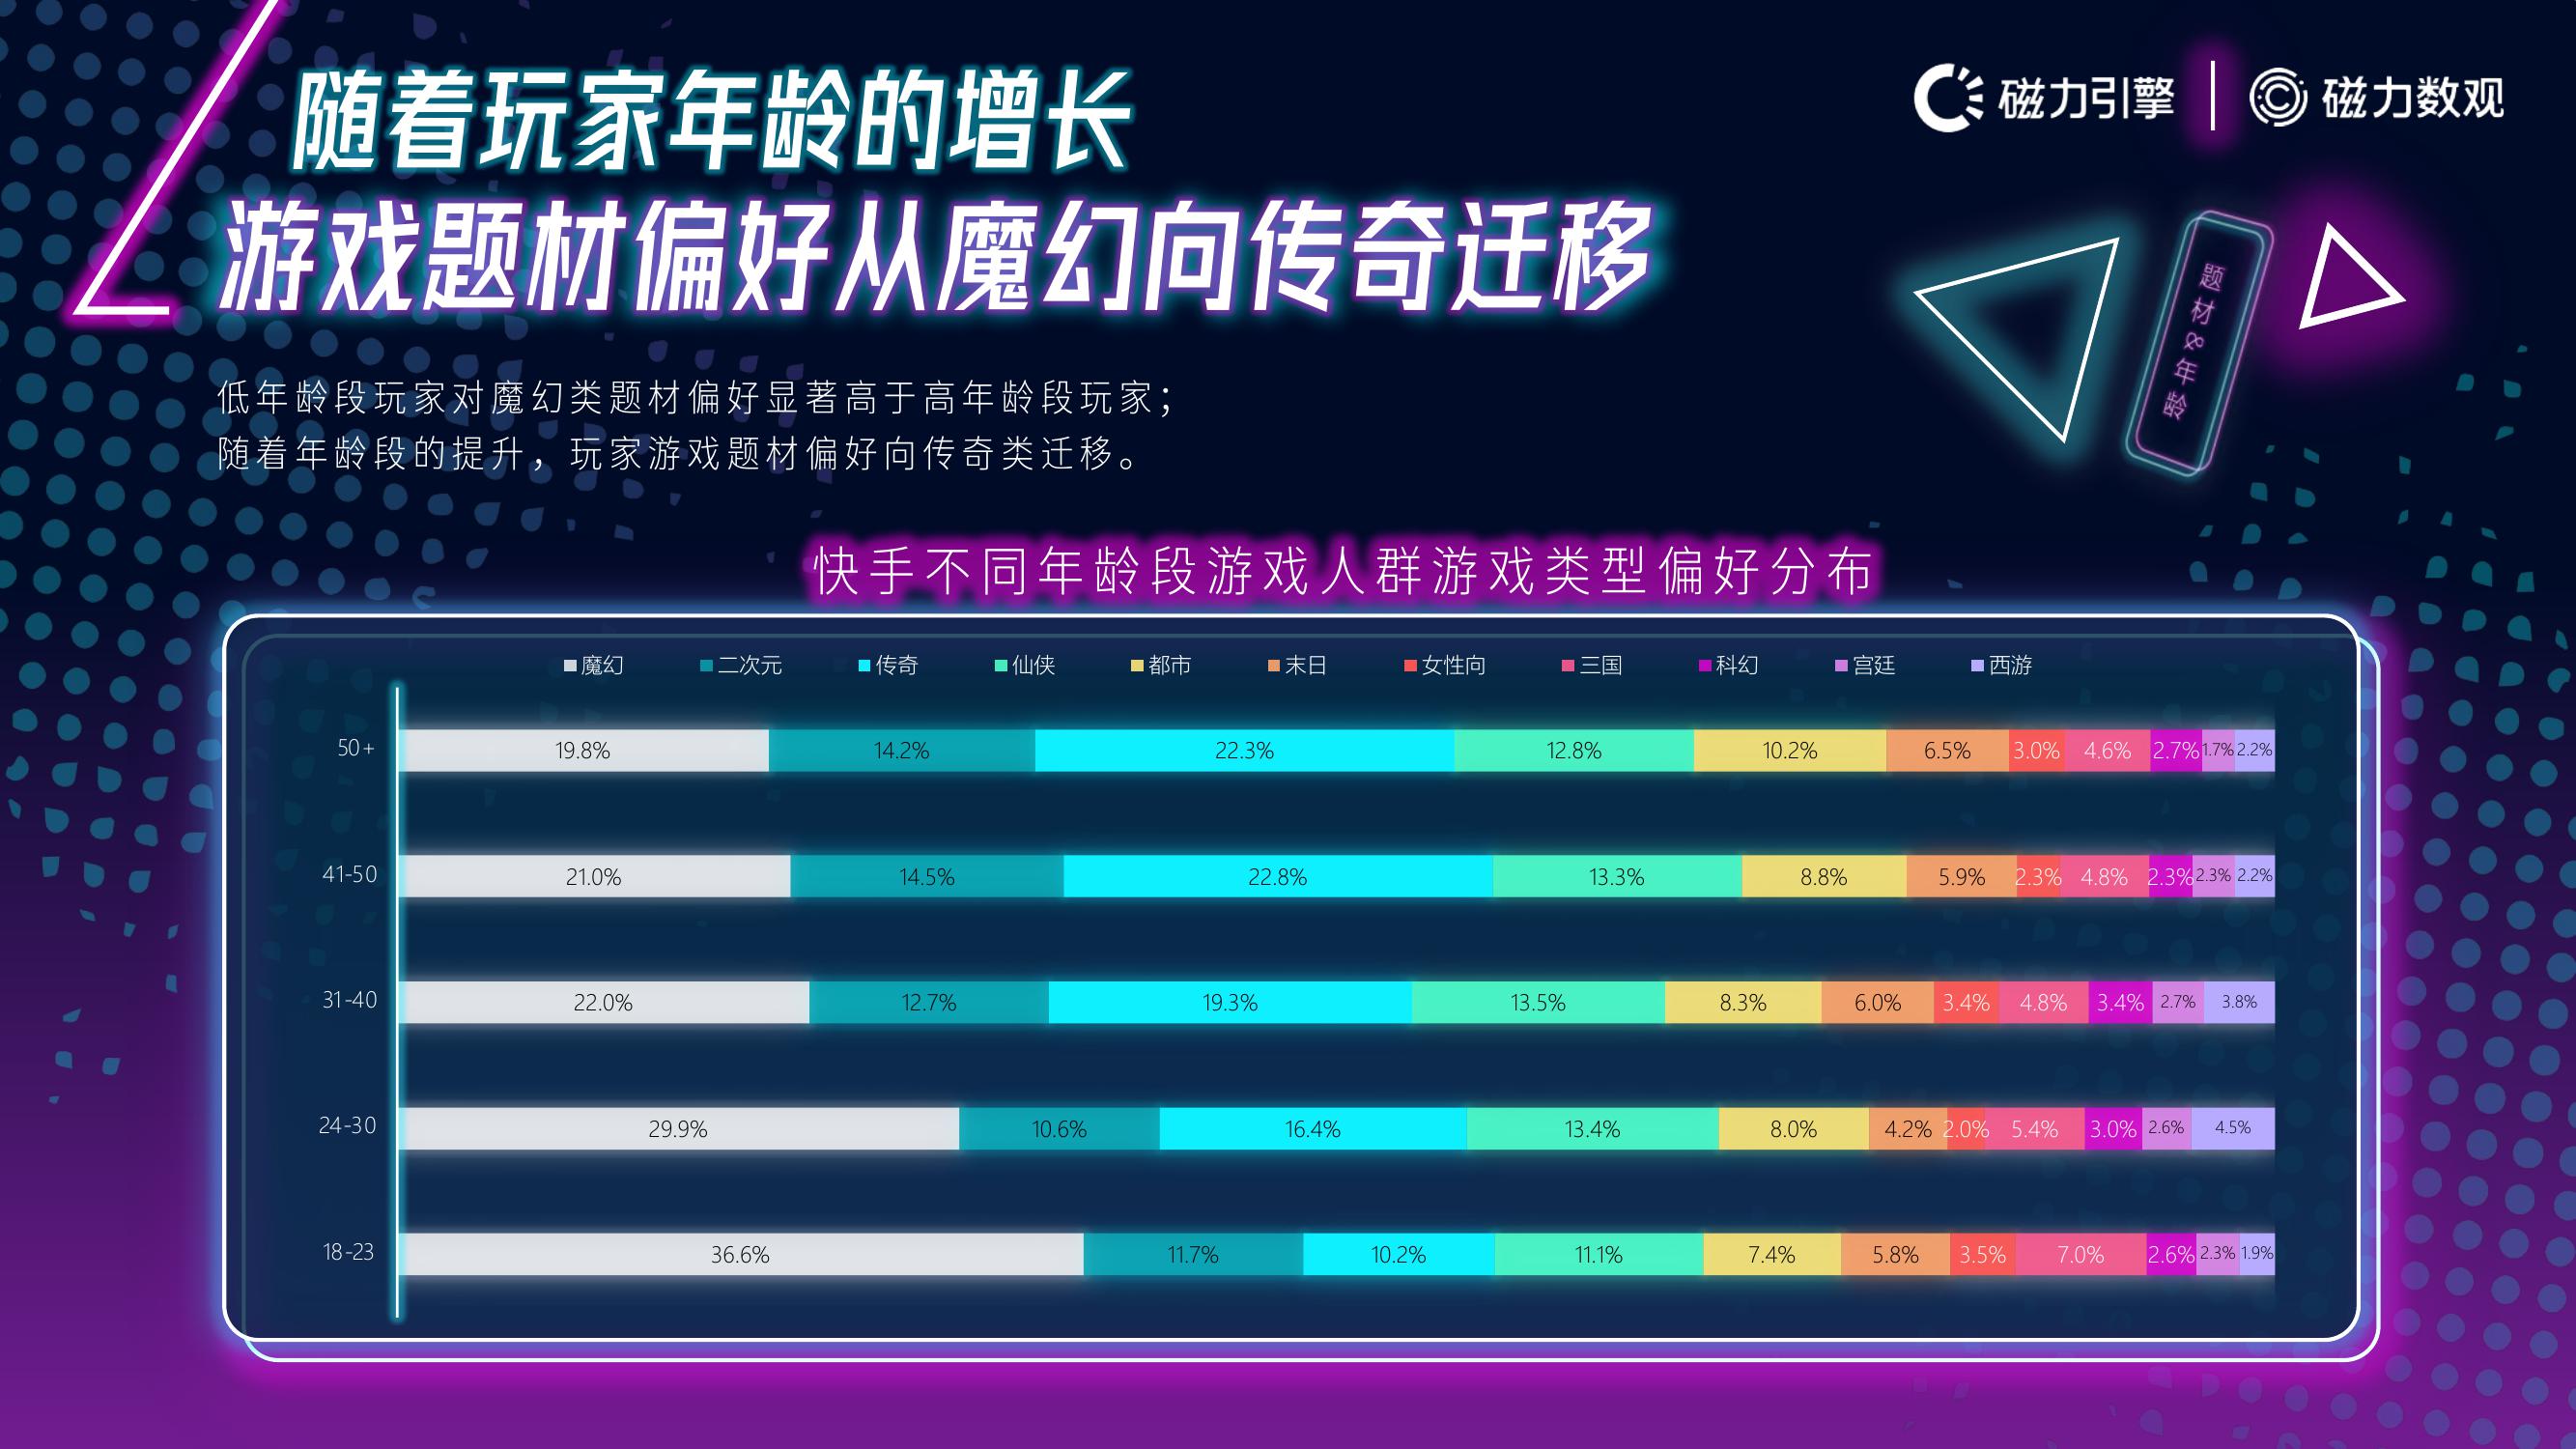 随着玩家年龄的增长
游戏题材偏好从魔幻向传奇迁移
磁力引擎 磁力数观
题材&年龄
低年龄段玩家对魔幻类题材偏好显著高于高年龄段玩家；
随着年龄段的提升，玩家游戏题材偏好向传奇类迁移。
快手不同年龄段游戏人群游戏类型偏好分布
魔幻 二次元 传奇 仙侠 都市 末日 女性向 三国 科幻 宫廷 西游
50+ 19.8% 14.2% 22.3% 12.8% 10.2% 6.5% 3.0% 4.6% 2.7% 1.7% 2.2%
41-50 21.0% 14.5% 22.8% 13.3% 8.8% 5.9% 2.3% 4.8% 2.3% 2.3% 2.2%
31-40 22.0% 12.7% 19.3% 13.5% 8.3% 6.0% 3.4% 4.8% 3.4% 2.7% 3.8%
24-30 29.9% 10.6% 16.4% 13.4% 8.0% 4.2% 2.0% 5.4% 3.0% 2.6% 4.5%
18-23 36.6% 11.7% 10.2% 11.1% 7.4% 5.8% 3.5% 7.0% 2.6% 2.3% 1.9%